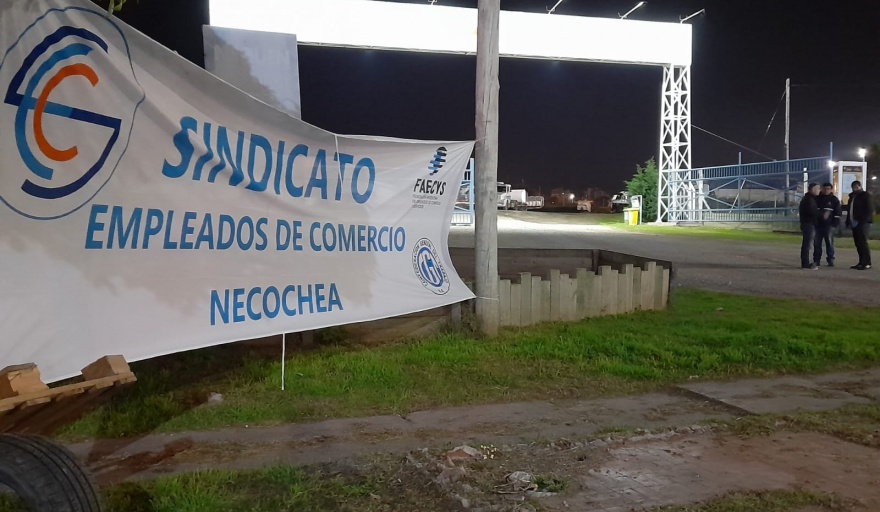 SINDICATO
FAECYS
EMPLEADOS DE COMERCIO
NECOCHEA